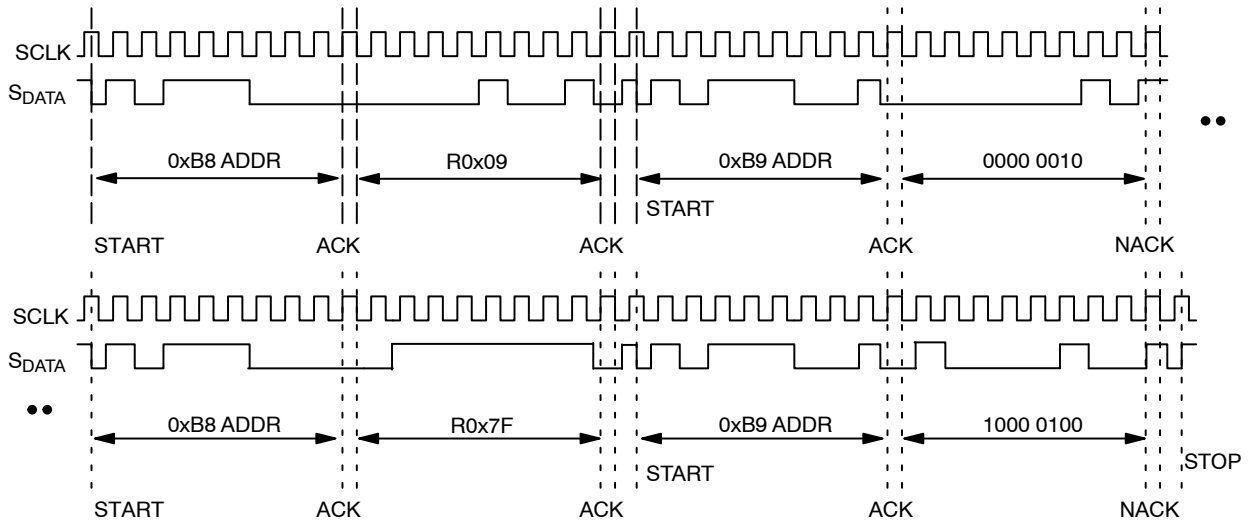 SCLK
SDATA
0xB8 ADDR R0x09 0xB9 ADDR 0000 0010
START
START ACK ACK ACK NACK
SCLK
SDATA
0xB8 ADDR R0x7F 0xB9 ADDR 1000 0100
START STOP
START ACK ACK ACK NACK